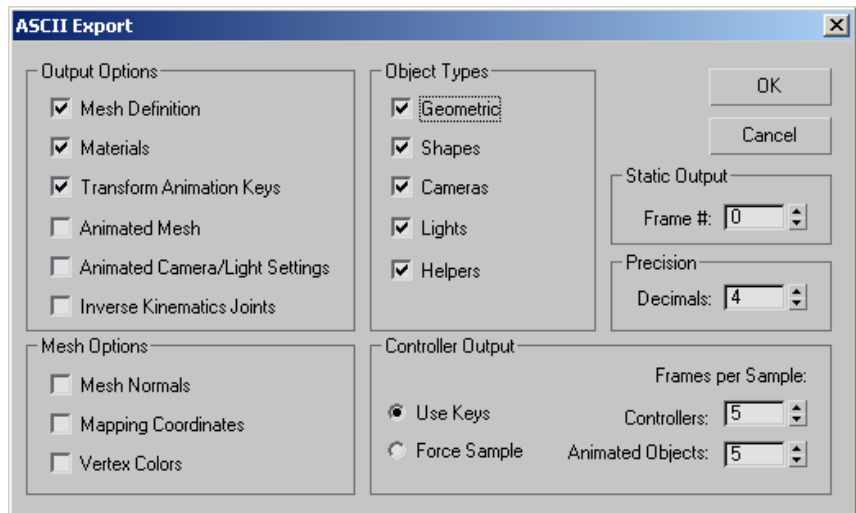 ASCII Export
Output Options
Mesh Definition
Materials
Transform Animation Keys
Animated Mesh
Animated Camera/Light Settings
Inverse Kinematics Joints
Object Types
Geometric
Shapes
Cameras
Lights
Helpers
OK
Cancel
Static Output
Frame #: 0
Precision
Decimals: 4
Mesh Options
Mesh Normals
Mapping Coordinates
Vertex Colors
Controller Output
Use Keys
Force Sample
Frames per Sample:
Controllers: 5
Animated Objects: 5